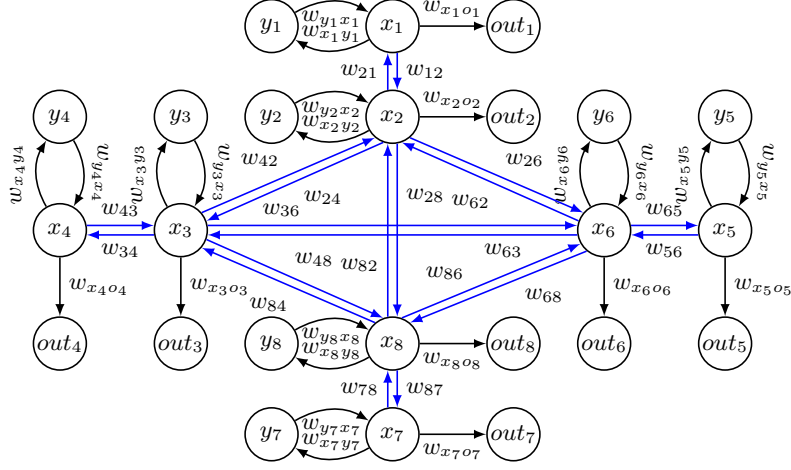 y₁ w_{y₁x₁} w_{x₁y₁} x₁ w_{x₁o₁} out₁
w₂₁ w₁₂
y₂ w_{y₂x₂} w_{x₂y₂} x₂ w_{x₂o₂} out₂
y₄ y₃ y₆ y₅
w_{x₄y₄} w_{y₄x₄} w_{x₃y₃} w_{y₃x₃} w₄₂ w₂₆ w_{x₆y₆} w_{y₆x₆} w_{x₅y₅} w_{y₅x₅}
w₂₄ w₂₈ w₆₂
x₄ w₄₃ x₃ w₃₆ x₆ w₆₅ x₅
w₃₄ w₆₃ w₅₆
w₄₈ w₈₂ w₈₆
w_{x₄o₄} w_{x₃o₃} w₈₄ w₆₈ w_{x₆o₆} w_{x₅o₅}
out₄ out₃ y₈ w_{y₈x₈} w_{x₈y₈} x₈ w_{x₈o₈} out₈ out₆ out₅
w₇₈ w₈₇
y₇ w_{y₇x₇} w_{x₇y₇} x₇ w_{x₇o₇} out₇